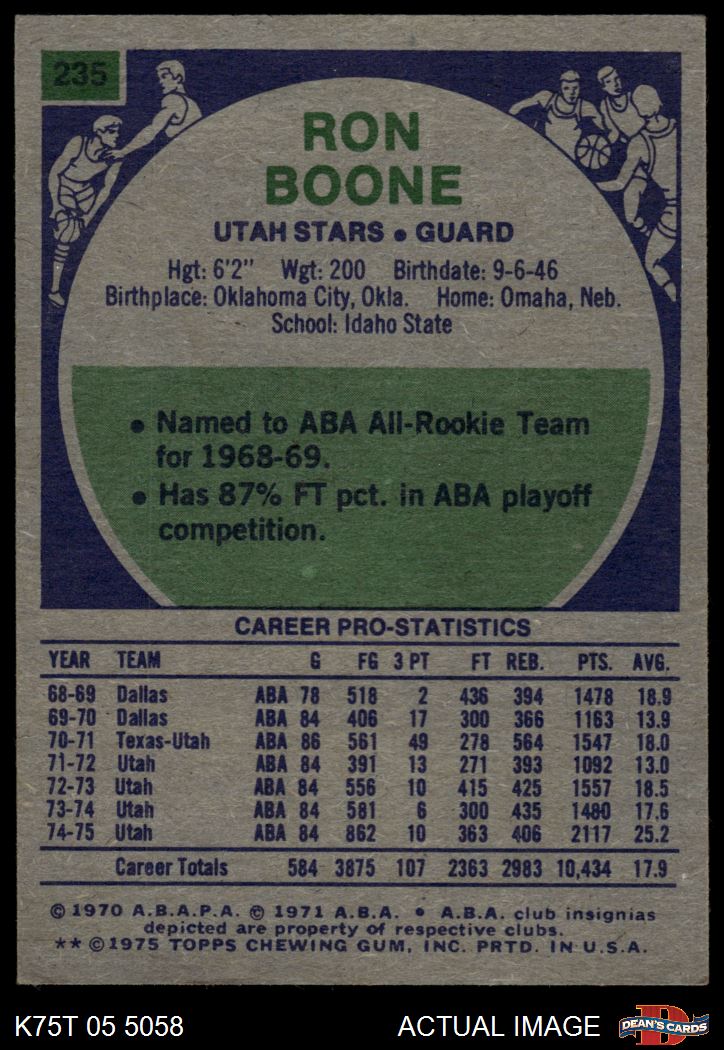 235
RON
BOONE
UTAH STARS • GUARD
Hgt: 6'2" Wgt: 200 Birthdate: 9-6-46
Birthplace: Oklahoma City, Okla. Home: Omaha, Neb.
School: Idaho State
• Named to ABA All-Rookie Team
for 1968-69.
• Has 87% FT pct. in ABA playoff
competition.
CAREER PRO-STATISTICS
YEAR TEAM G FG 3 PT FT REB. PTS. AVG.
68-69 Dallas ABA 78 518 2 436 394 1478 18.9
69-70 Dallas ABA 84 406 17 300 366 1163 13.9
70-71 Texas-Utah ABA 86 561 49 278 564 1547 18.0
71-72 Utah ABA 84 391 13 271 393 1092 13.0
72-73 Utah ABA 84 556 10 415 425 1557 18.5
73-74 Utah ABA 84 581 6 300 435 1480 17.6
74-75 Utah ABA 84 862 10 363 406 2117 25.2
Career Totals 584 3875 107 2363 2983 10,434 17.9
© 1970 A.B.A.P.A. © 1971 A.B.A. • A.B.A. club insignias
depicted are property of respective clubs.
** © 1975 TOPPS CHEWING GUM, INC. PRTD. IN U.S.A.
K75T 05 5058 ACTUAL IMAGE D DEAN'S CARDS